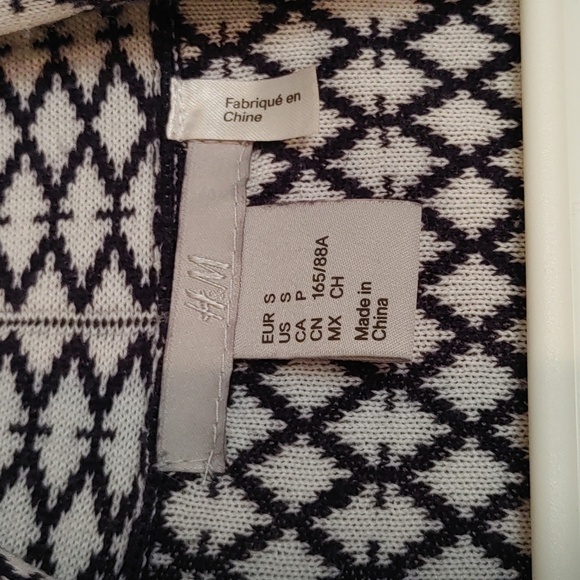 Fabriqué en
Chine
H&M
EUR S
US S
CA P
CN 165/88A
MX CH
Made in
China